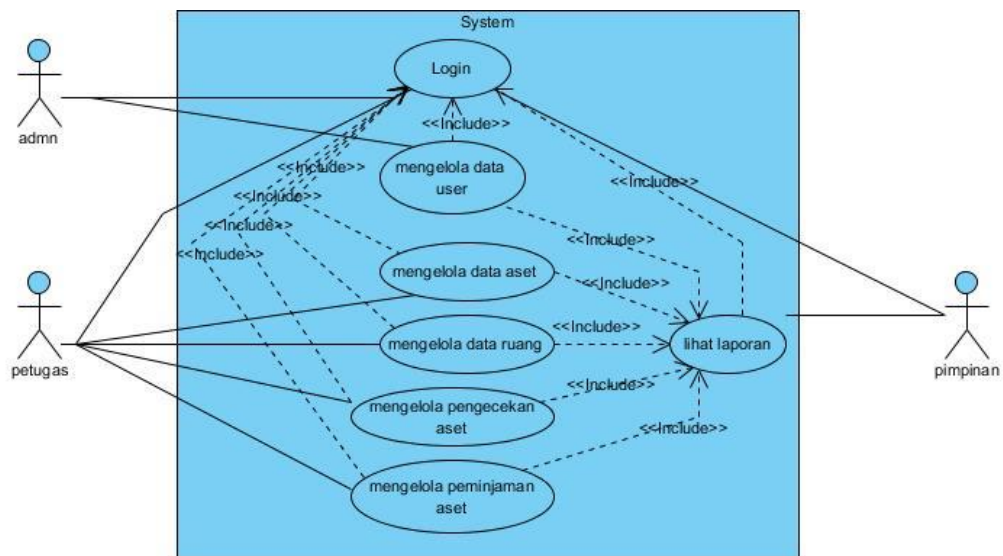 System
Login
admn
<<Include>>
mengelola data
user
<<Include>>
<<Include>>
<<Include>>
<<Include>>
<<Include>>
<<Include>>
mengelola data aset
<<Include>>
petugas
mengelola data ruang
<<Include>>
lihat laporan
pimpinan
mengelola pengecekan
aset
<<Include>>
<<Include>>
mengelola peminjaman
aset